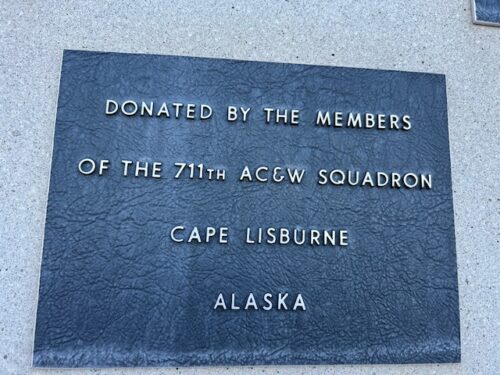 DONATED BY THE MEMBERS
OF THE 711TH AC&W SQUADRON
CAPE LISBURNE
ALASKA